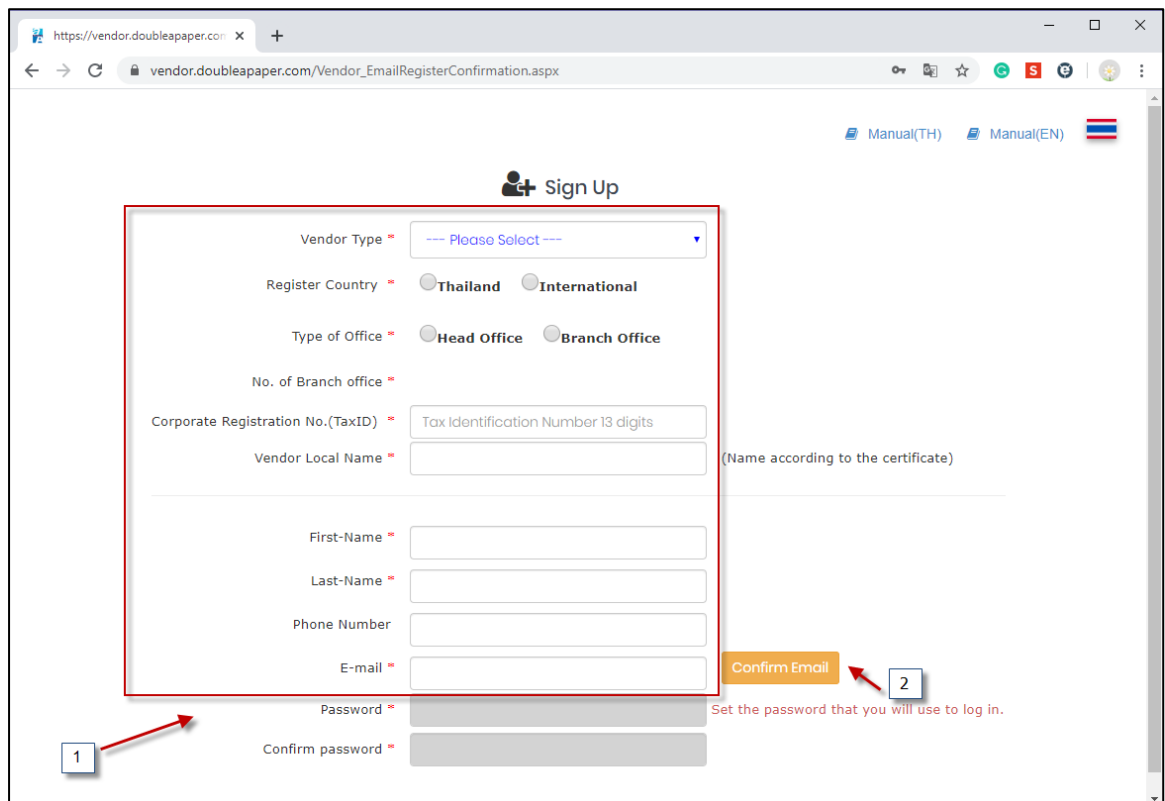 https://vendor.doubleapaper.com
vendor.doubleapaper.com/Vendor_EmailRegisterConfirmation.aspx
Manual(TH) Manual(EN)
Sign Up
Vendor Type * --- Please Select ---
Register Country * Thailand International
Type of Office * Head Office Branch Office
No. of Branch office *
Corporate Registration No.(TaxID) * Tax Identification Number 13 digits
Vendor Local Name * (Name according to the certificate)
First-Name *
Last-Name *
Phone Number
E-mail * Confirm Email
2
Password * Set the password that you will use to log in.
Confirm password *
1